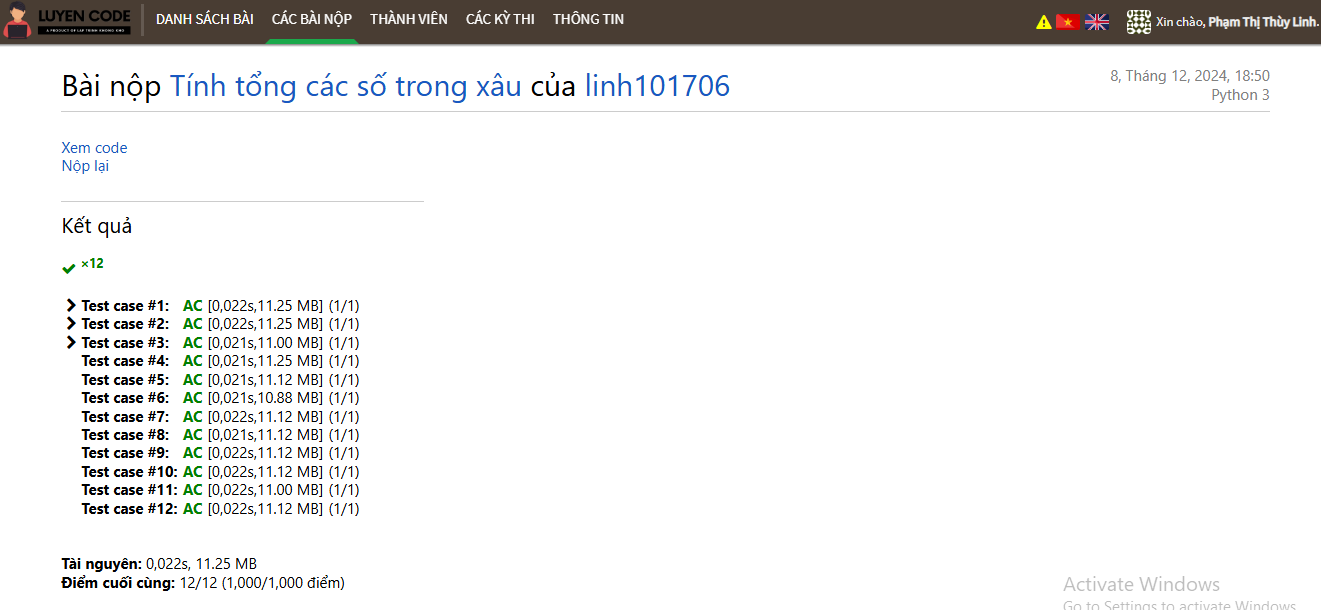 LUYEN CODE
A PRODUCT OF LAP TRINH KHONG KHO
DANH SÁCH BÀI CÁC BÀI NỘP THÀNH VIÊN CÁC KỲ THI THÔNG TIN
Xin chào, Phạm Thị Thùy Linh.
Bài nộp Tính tổng các số trong xâu của linh101706
8, Tháng 12, 2024, 18:50
Python 3
Xem code
Nộp lại
Kết quả
×12
Test case #1: AC [0,022s,11.25 MB] (1/1)
Test case #2: AC [0,022s,11.25 MB] (1/1)
Test case #3: AC [0,021s,11.00 MB] (1/1)
Test case #4: AC [0,021s,11.25 MB] (1/1)
Test case #5: AC [0,021s,11.12 MB] (1/1)
Test case #6: AC [0,021s,10.88 MB] (1/1)
Test case #7: AC [0,022s,11.12 MB] (1/1)
Test case #8: AC [0,021s,11.12 MB] (1/1)
Test case #9: AC [0,022s,11.12 MB] (1/1)
Test case #10: AC [0,022s,11.12 MB] (1/1)
Test case #11: AC [0,022s,11.00 MB] (1/1)
Test case #12: AC [0,022s,11.12 MB] (1/1)
Tài nguyên: 0,022s, 11.25 MB
Điểm cuối cùng: 12/12 (1,000/1,000 điểm)
Activate Windows
Go to Settings to activate Windows.